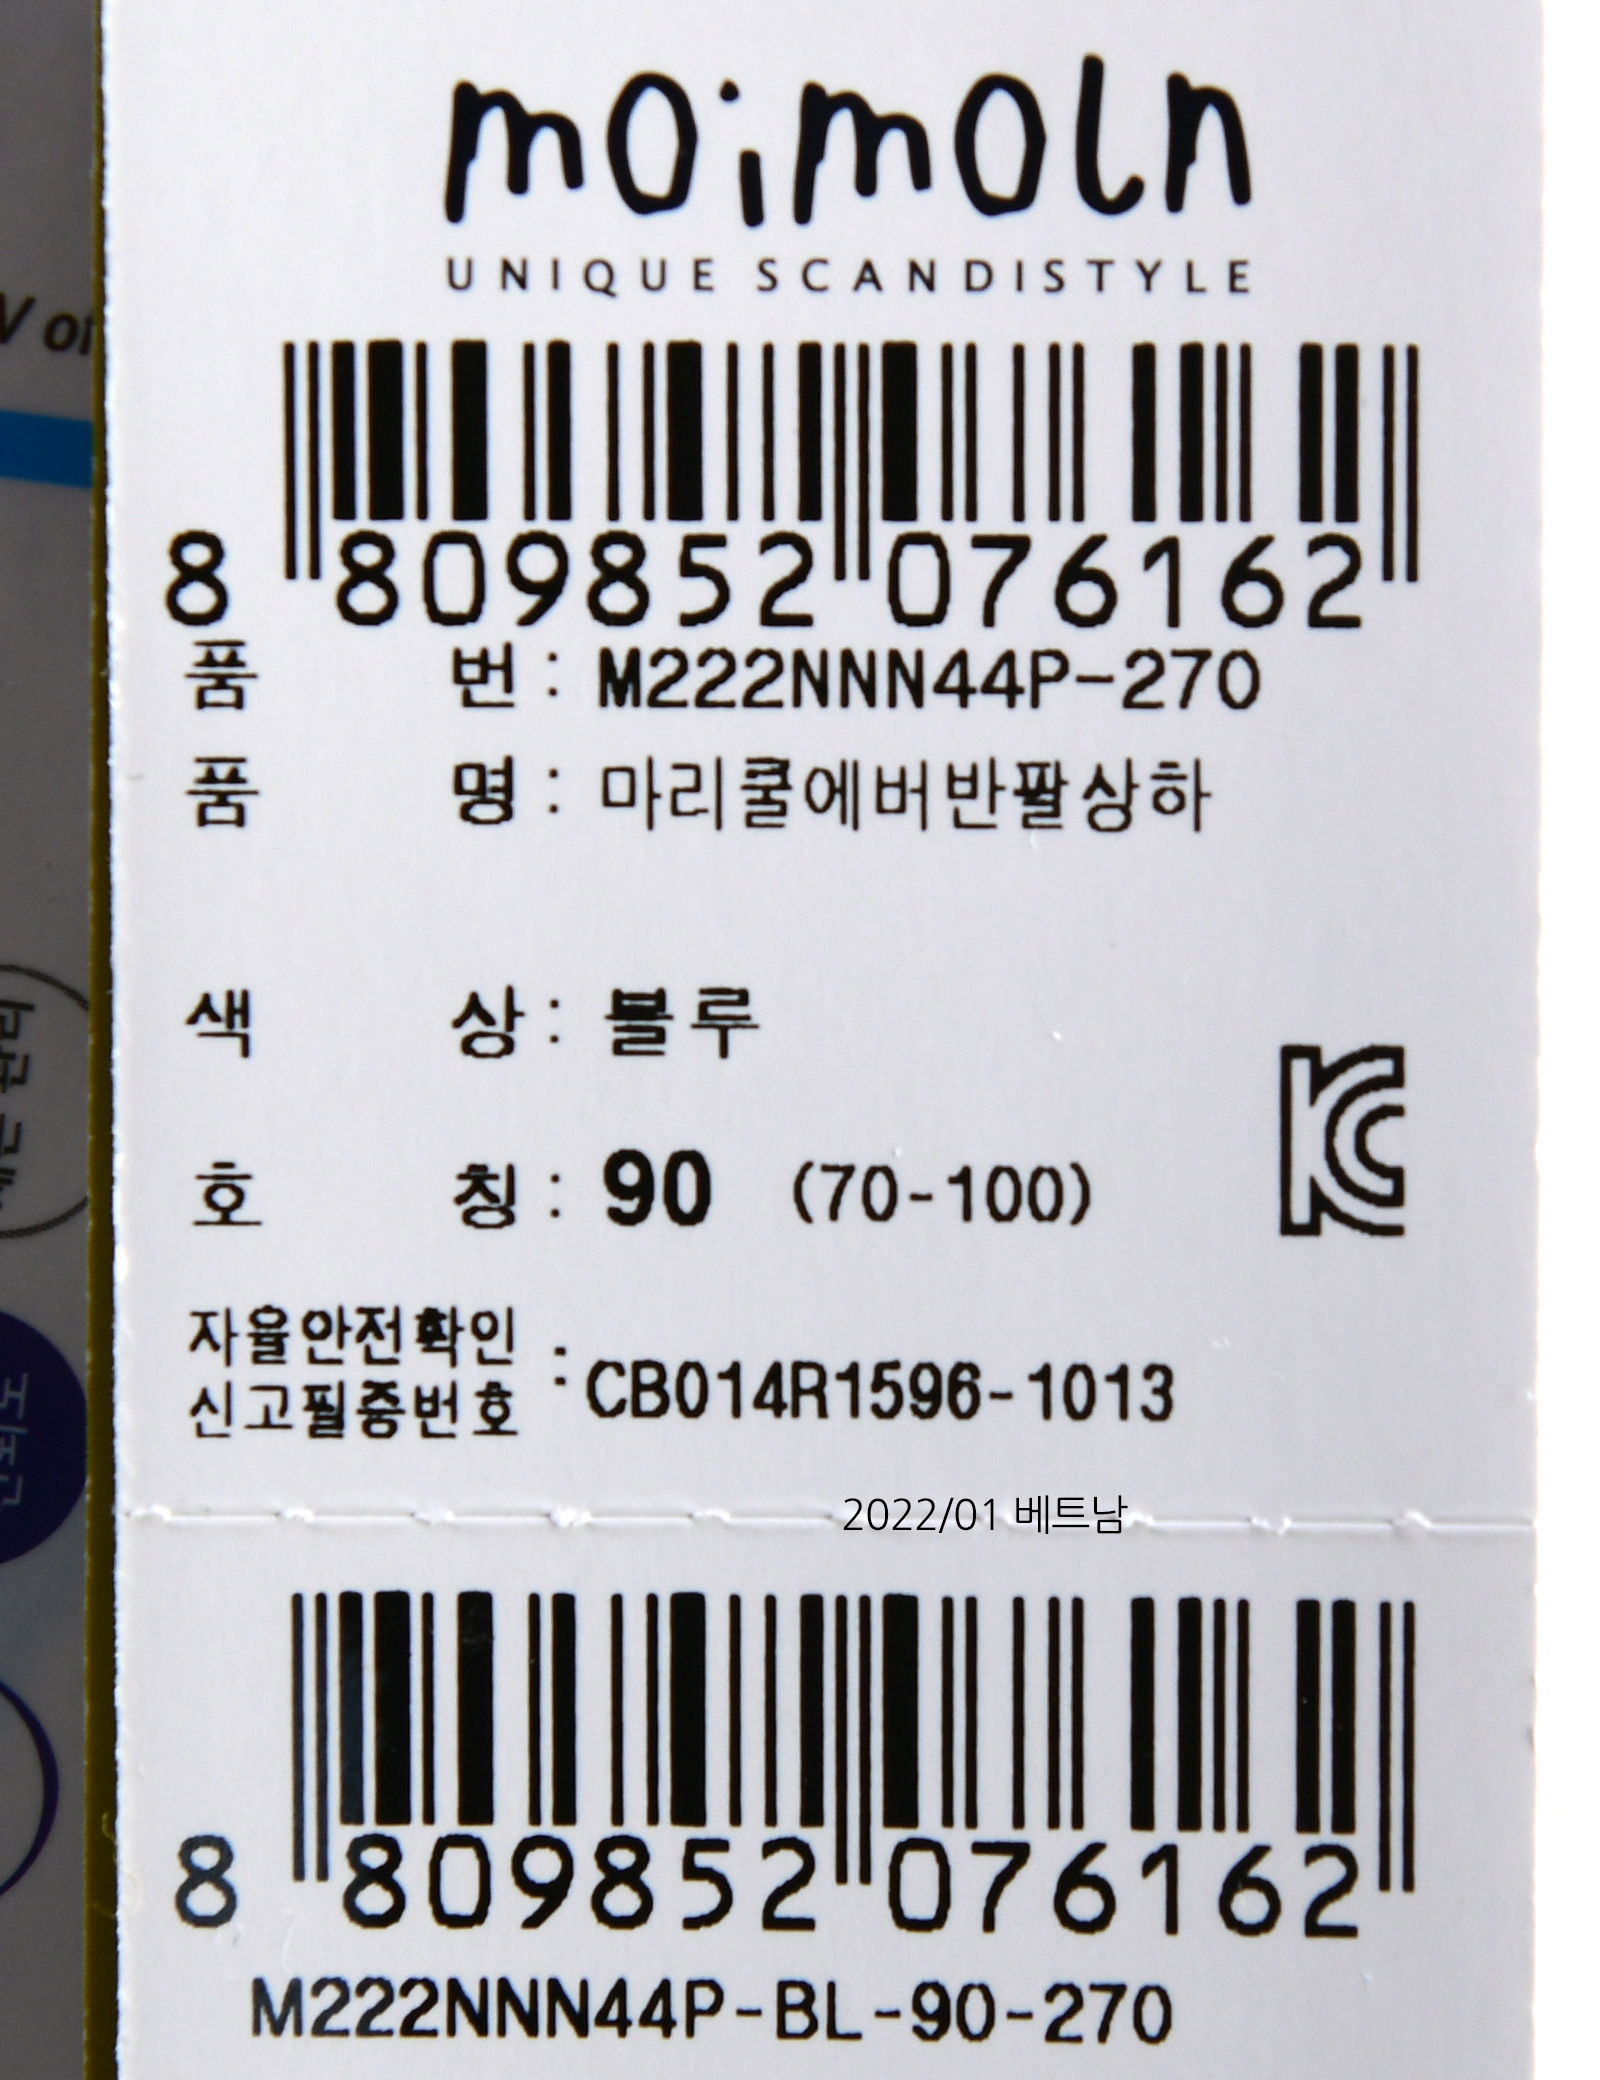 moimoln
UNIQUE SCANDISTYLE
8 809852 076162
품 번 : M222NNN44P-270
품 명 : 마리쿨에버반팔상하
색 상 : 블루
호 칭 : 90 (70-100)
자율안전확인
신고필증번호 : CB014R1596-1013
2022/01 베트남
8 809852 076162
M222NNN44P-BL-90-270